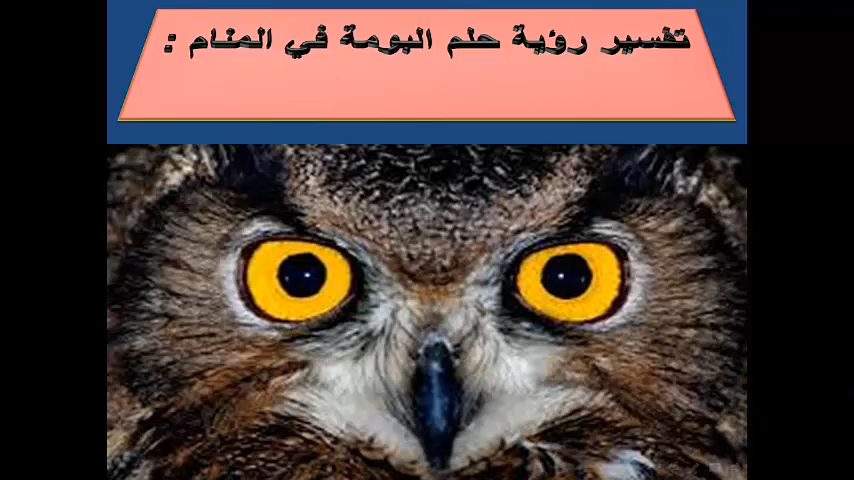 تفسير رؤية حلم البومة في المنام :